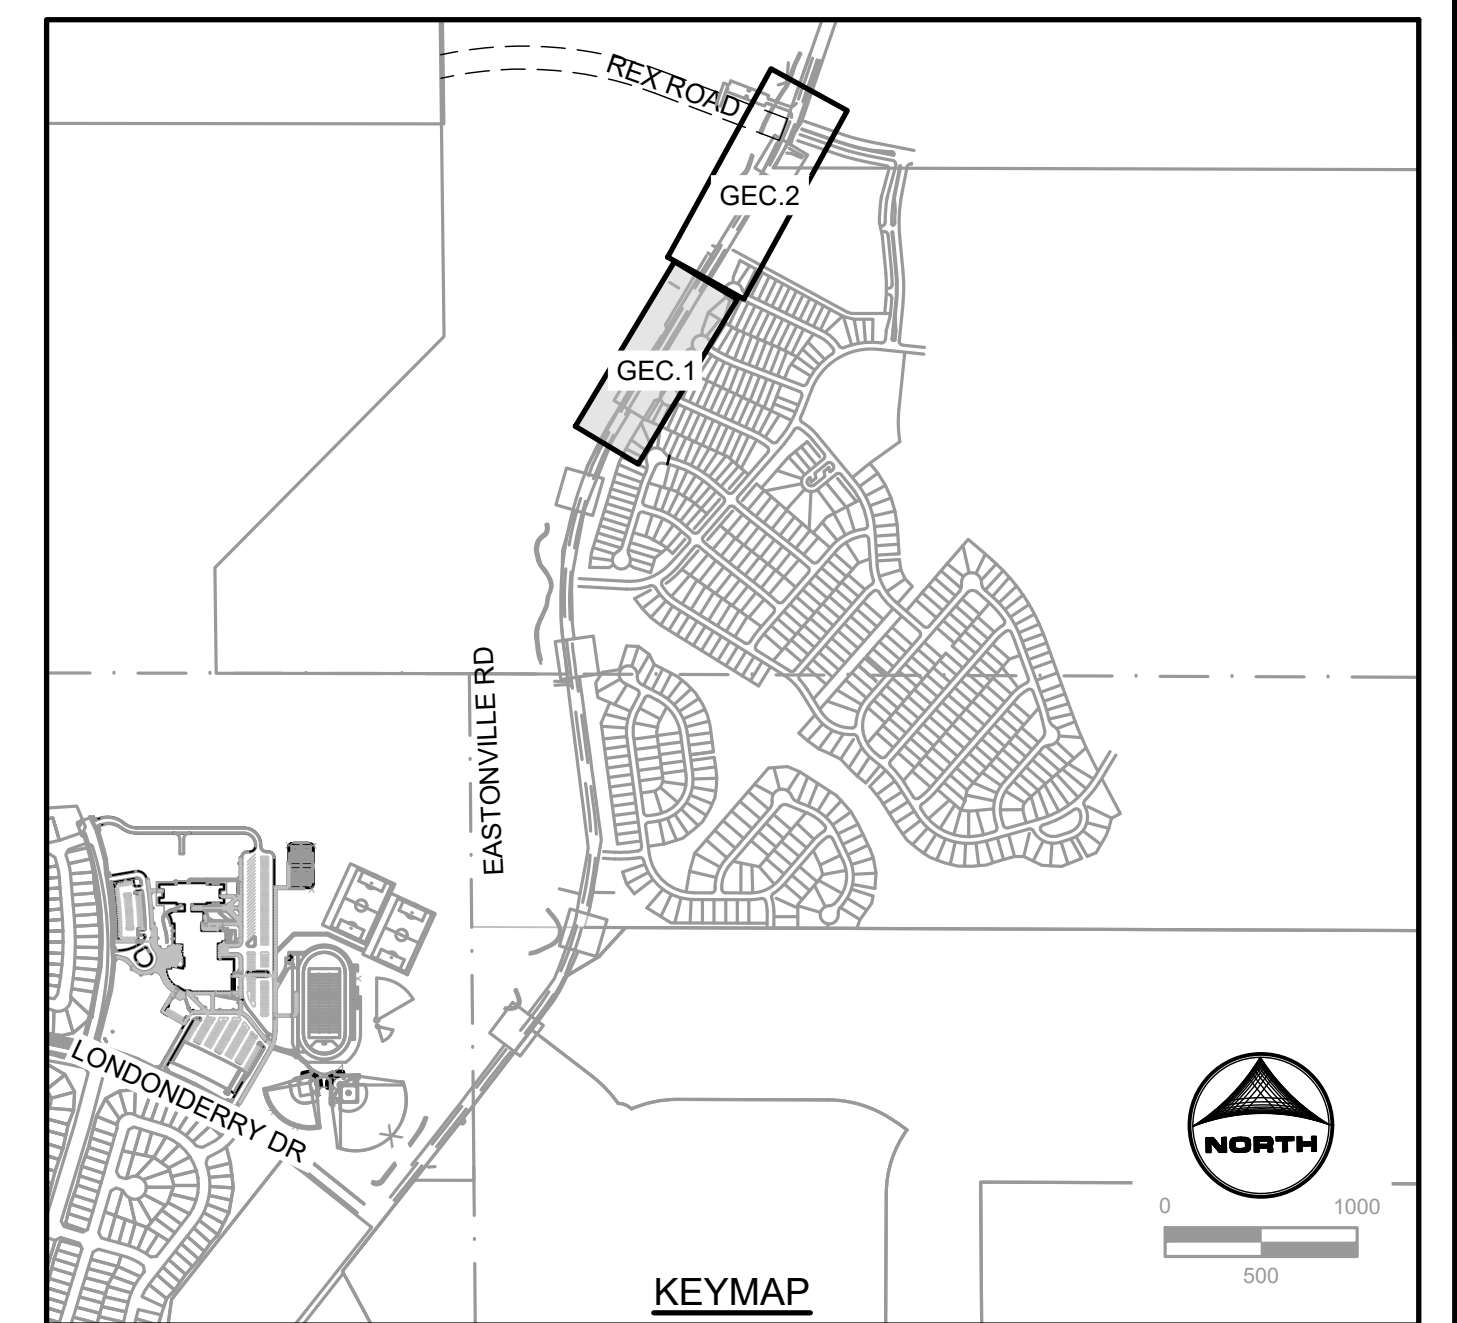 REX ROAD
GEC.2
GEC.1
EASTONVILLE RD
LONDONDERRY DR
NORTH
0 1000
500
KEYMAP